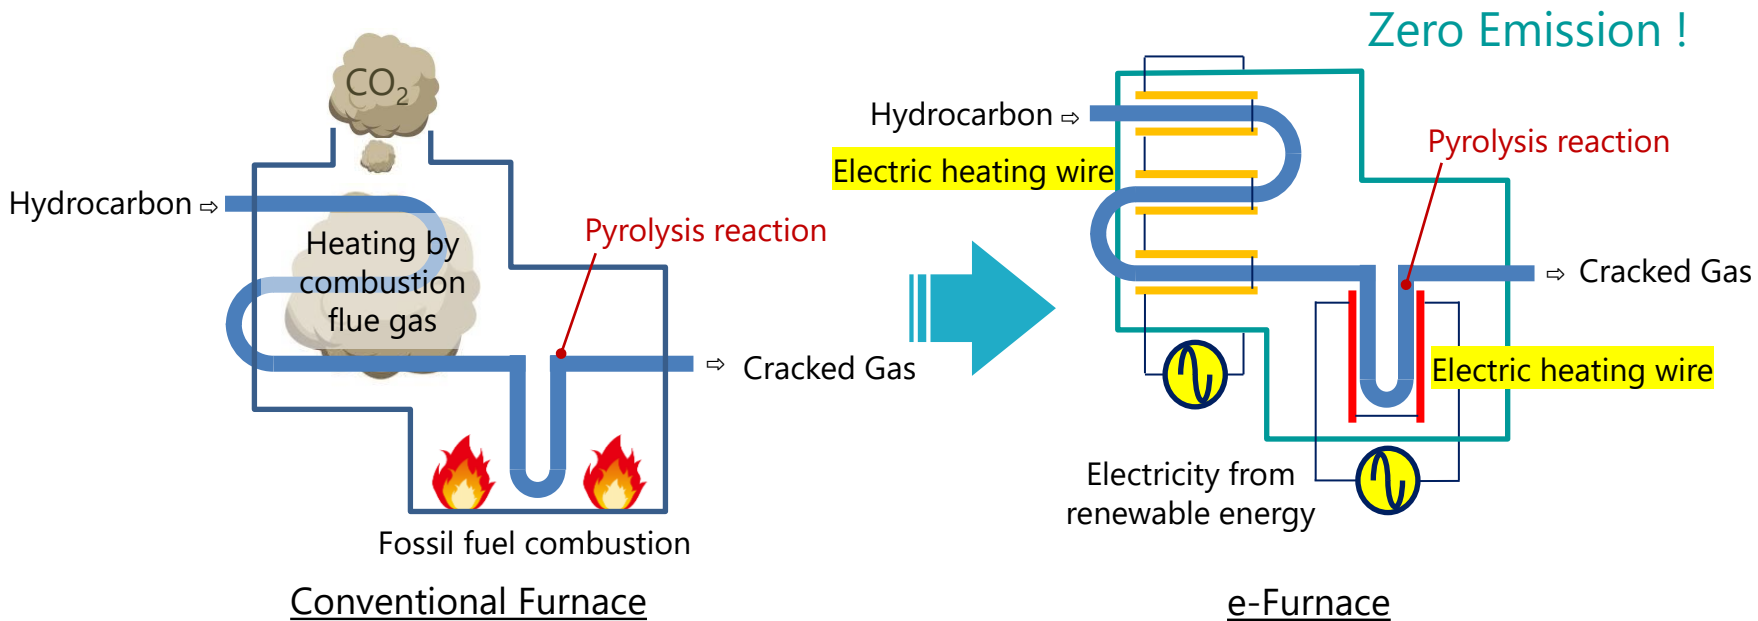 CO₂
Hydrocarbon ⇨
Heating by
combustion
flue gas
Pyrolysis reaction
⇨ Cracked Gas
Fossil fuel combustion
Conventional Furnace
Zero Emission !
Hydrocarbon ⇨
Electric heating wire
Pyrolysis reaction
⇨ Cracked Gas
Electric heating wire
Electricity from
renewable energy
e-Furnace